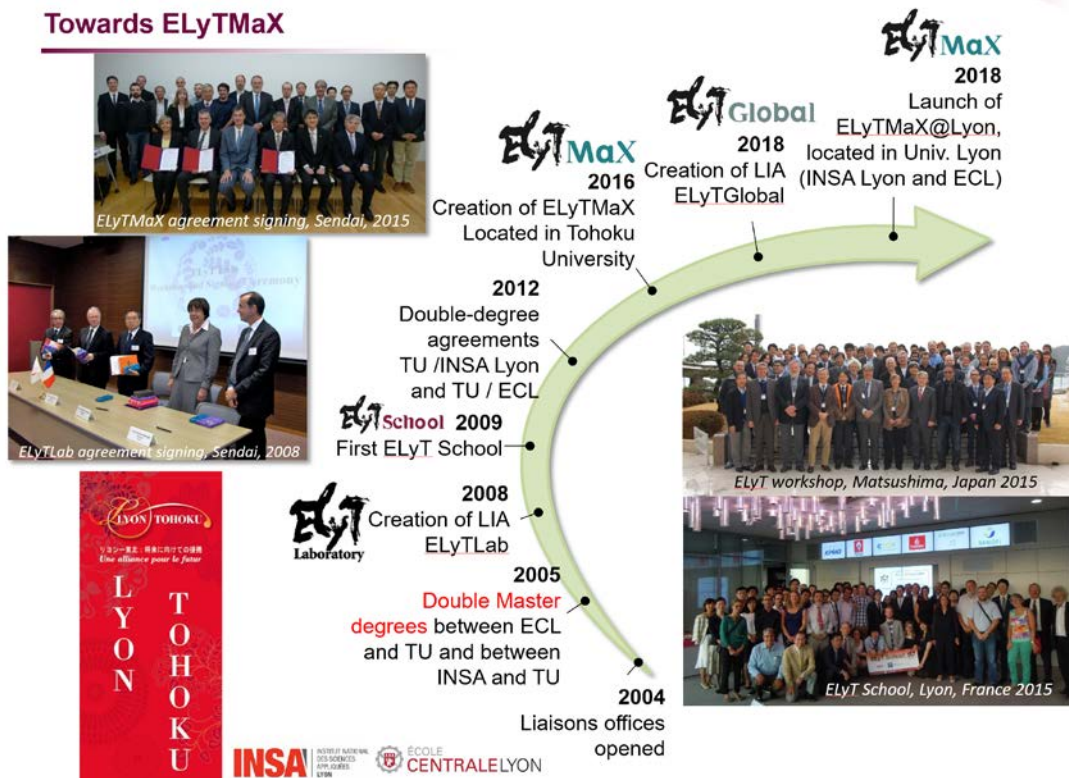 Towards ELyTMaX
ELyTMaX agreement signing, Sendai, 2015
ELyTLab agreement signing, Sendai, 2008
LYON TOHOKU
Une alliance pour le futur
LYON
TOHOKU
INSA
INSTITUT NATIONAL
DES SCIENCES
APPLIQUÉES
LYON
ÉCOLE
CENTRALELYON
ELyT MaX
2018
Launch of
ELyTMaX@Lyon,
located in Univ. Lyon
(INSA Lyon and ECL)
ELyT Global
2018
Creation of LIA
ELyTGlobal
ELyT MaX
2016
Creation of ELyTMaX
Located in Tohoku
University
2012
Double-degree
agreements
TU /INSA Lyon
and TU / ECL
ELyT School 2009
First ELyT School
ELyT
Laboratory
2008
Creation of LIA
ELyTLab
2005
Double Master
degrees between ECL
and TU and between
INSA and TU
2004
Liaisons offices
opened
ELyT workshop, Matsushima, Japan 2015
ELyT School, Lyon, France 2015